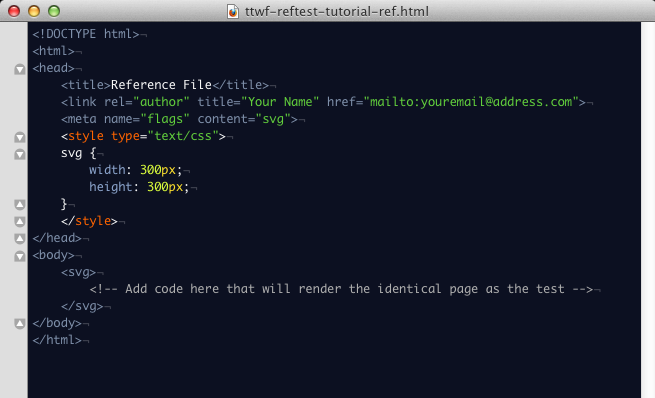 ttwf-reftest-tutorial-ref.html
<!DOCTYPE html>¬
<html>¬
<head>¬
    <title>Reference File</title>¬
    <link rel="author" title="Your Name" href="mailto:youremail@address.com">¬
    <meta name="flags" content="svg">¬
    <style type="text/css">¬
    svg {¬
        width: 300px;¬
        height: 300px;¬
    }¬
    </style>¬
</head>¬
<body>¬
    <svg>¬
        <!-- Add code here that will render the identical page as the test -->¬
    </svg>¬
</body>¬
</html>¬